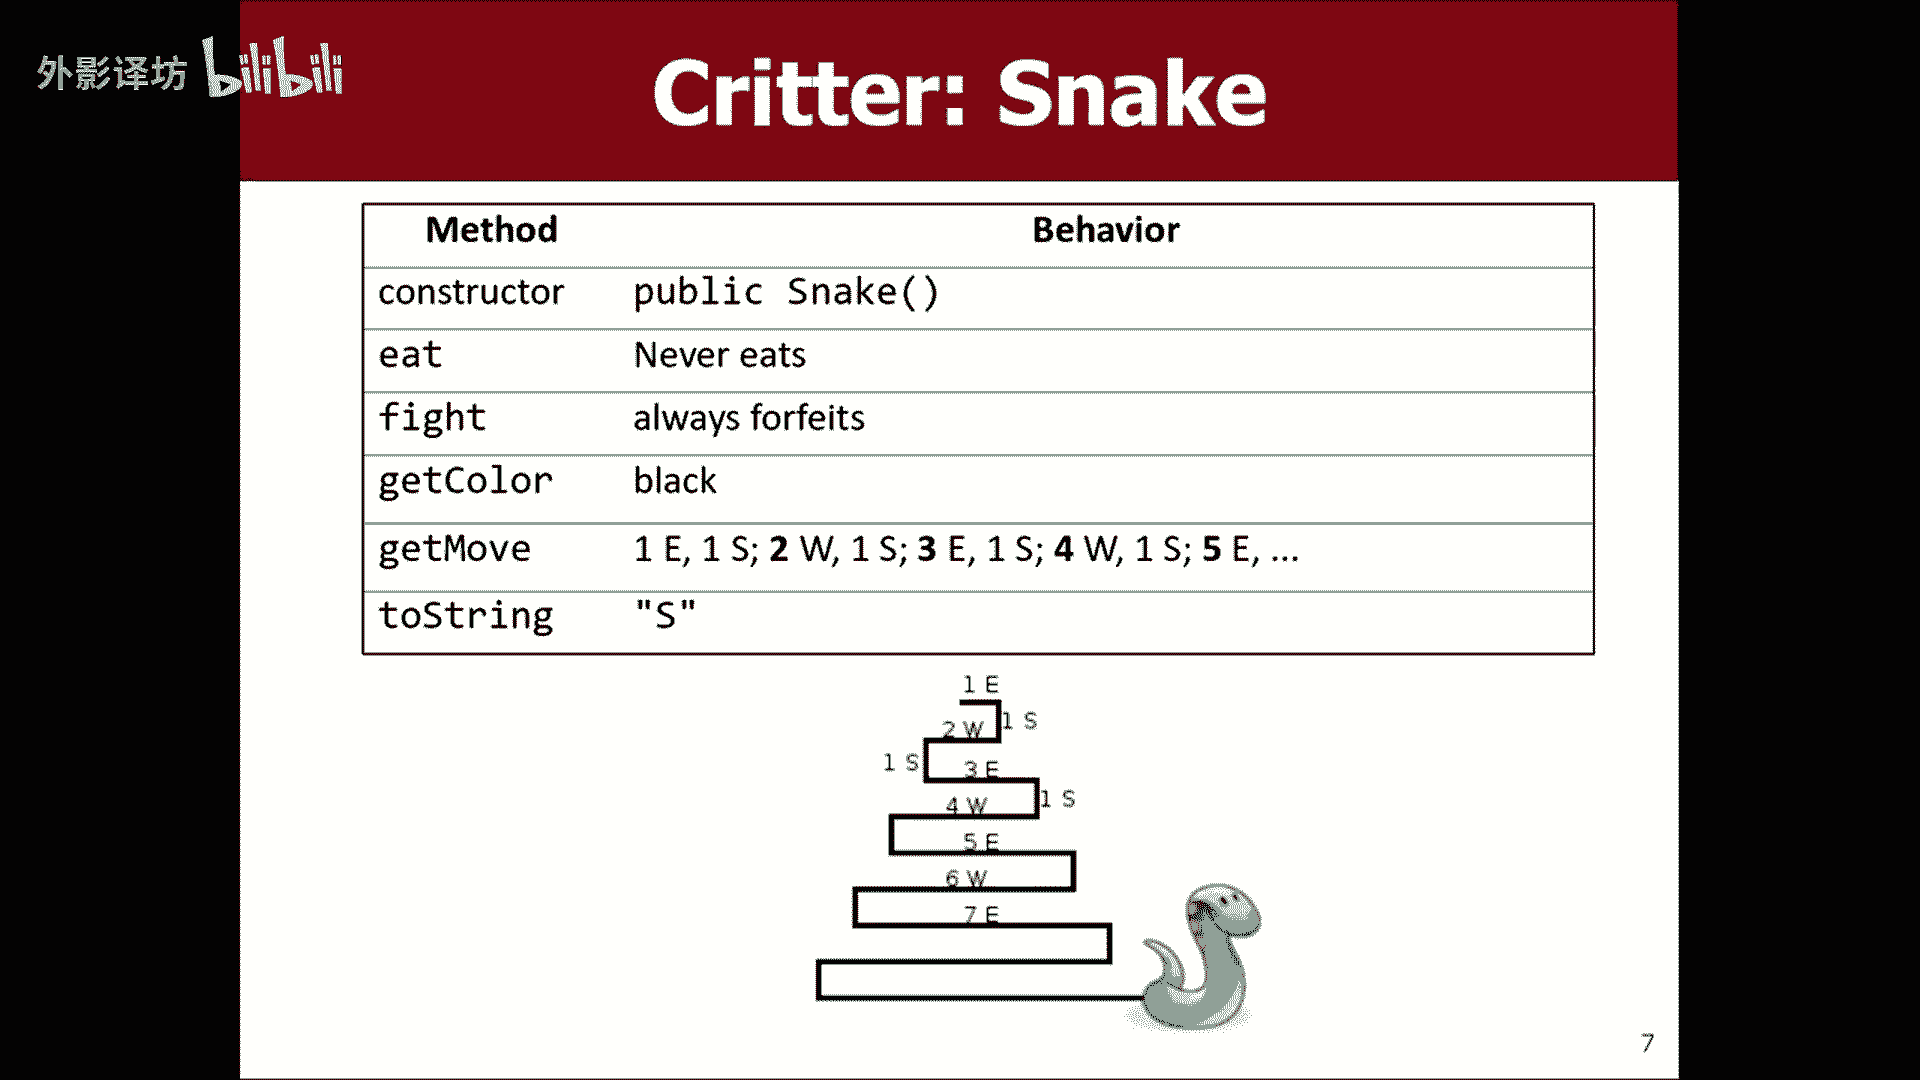 外影译坊 bilibili
Critter: Snake
Method Behavior
constructor public Snake()
eat Never eats
fight always forfeits
getColor black
getMove 1 E, 1 S; 2 W, 1 S; 3 E, 1 S; 4 W, 1 S; 5 E, ...
toString "S"
1 E
1 S
2 W
1 S
3 E
1 S
4 W
5 E
6 W
7 E
7